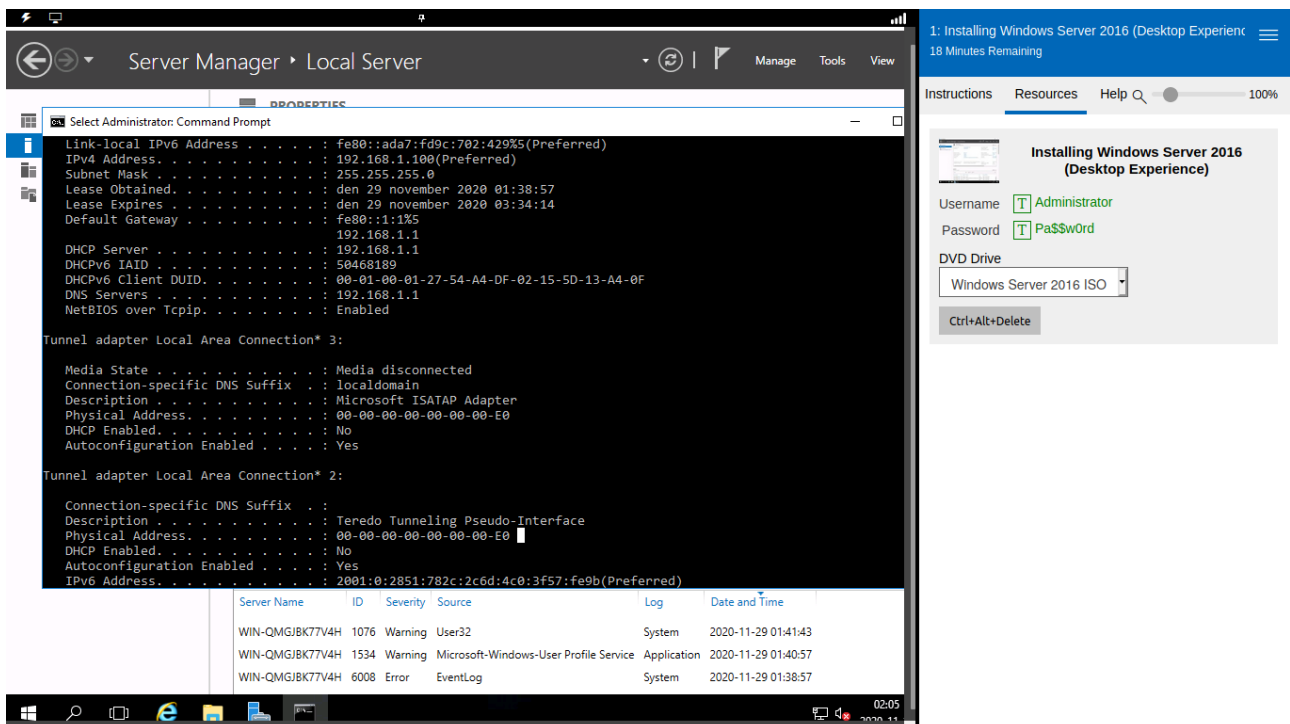 Server Manager ‣ Local Server
Manage
Tools
View
PROPERTIES
Select Administrator: Command Prompt
Link-local IPv6 Address . . . . . : fe80::ada7:fd9c:702:429%5(Preferred)
IPv4 Address. . . . . . . . . . . : 192.168.1.100(Preferred)
Subnet Mask . . . . . . . . . . . : 255.255.255.0
Lease Obtained. . . . . . . . . . : den 29 november 2020 01:38:57
Lease Expires . . . . . . . . . . : den 29 november 2020 03:34:14
Default Gateway . . . . . . . . . : fe80::1:1%5
192.168.1.1
DHCP Server . . . . . . . . . . . : 192.168.1.1
DHCPv6 IAID . . . . . . . . . . . : 50468189
DHCPv6 Client DUID. . . . . . . . : 00-01-00-01-27-54-A4-DF-02-15-5D-13-A4-0F
DNS Servers . . . . . . . . . . . : 192.168.1.1
NetBIOS over Tcpip. . . . . . . . : Enabled
Tunnel adapter Local Area Connection* 3:
Media State . . . . . . . . . . . : Media disconnected
Connection-specific DNS Suffix  . : localdomain
Description . . . . . . . . . . . : Microsoft ISATAP Adapter
Physical Address. . . . . . . . . : 00-00-00-00-00-00-00-E0
DHCP Enabled. . . . . . . . . . . : No
Autoconfiguration Enabled . . . . : Yes
Tunnel adapter Local Area Connection* 2:
Connection-specific DNS Suffix  . :
Description . . . . . . . . . . . : Teredo Tunneling Pseudo-Interface
Physical Address. . . . . . . . . : 00-00-00-00-00-00-00-E0
DHCP Enabled. . . . . . . . . . . : No
Autoconfiguration Enabled . . . . : Yes
IPv6 Address. . . . . . . . . . . : 2001:0:2851:782c:2c6d:4c0:3f57:fe9b(Preferred)
Server Name ID Severity Source Log Date and Time
WIN-QMGJBK77V4H 1076 Warning User32 System 2020-11-29 01:41:43
WIN-QMGJBK77V4H 1534 Warning Microsoft-Windows-User Profile Service Application 2020-11-29 01:40:57
WIN-QMGJBK77V4H 6008 Error EventLog System 2020-11-29 01:38:57
02:05
1: Installing Windows Server 2016 (Desktop Experienc
18 Minutes Remaining
Instructions
Resources
Help
100%
Installing Windows Server 2016
(Desktop Experience)
Username T Administrator
Password T Pa$$w0rd
DVD Drive
Windows Server 2016 ISO
Ctrl+Alt+Delete